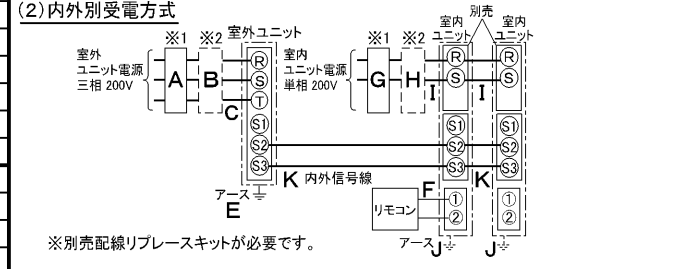 (2)内外別受電方式
※1 ※2 室外ユニット
室外
ユニット電源
三相 200V
A B C
R
S
T
S1
S2
S3
アース
E
※1 ※2
室内
ユニット電源
単相 200V
G H I I
室内
ユニット
別売
室内
ユニット
R R
S S
S1 S1
S2 S2
S3 S3
K 内外信号線 F K
リモコン
① ①
② ②
アース J J
※別売配線リプレースキットが必要です。